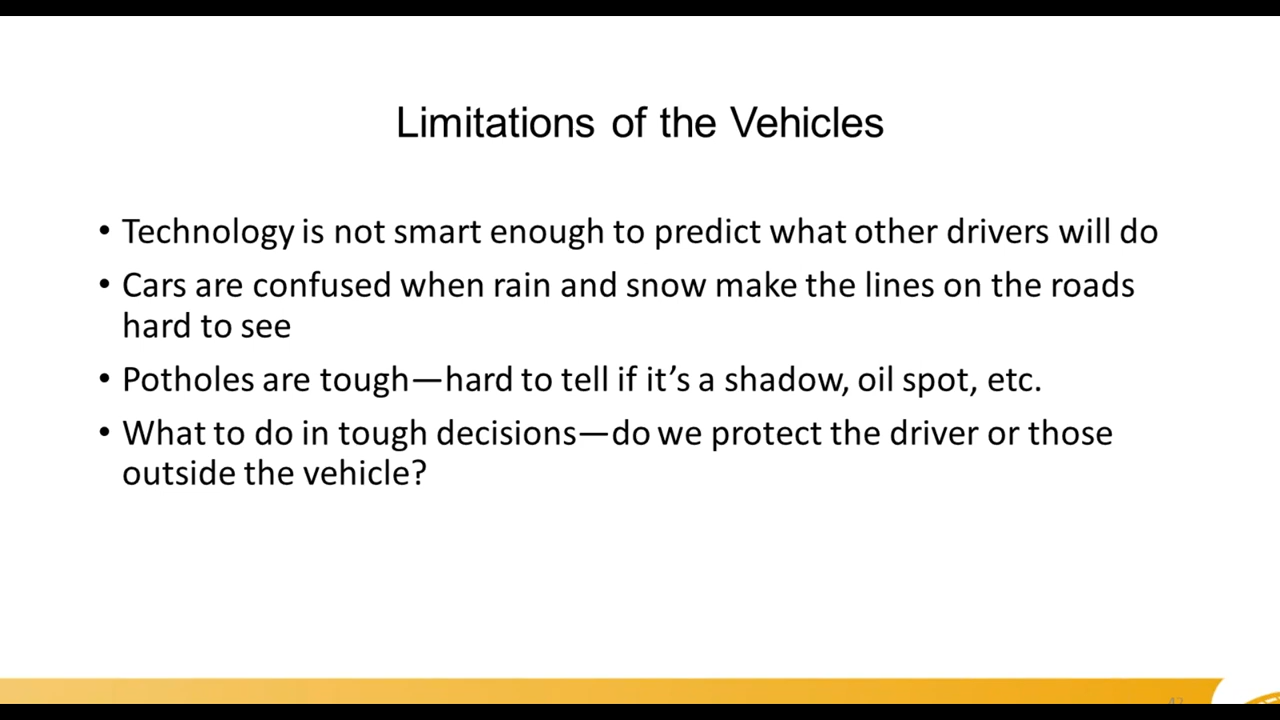 Limitations of the Vehicles
• Technology is not smart enough to predict what other drivers will do
• Cars are confused when rain and snow make the lines on the roads
hard to see
• Potholes are tough—hard to tell if it’s a shadow, oil spot, etc.
• What to do in tough decisions—do we protect the driver or those
outside the vehicle?